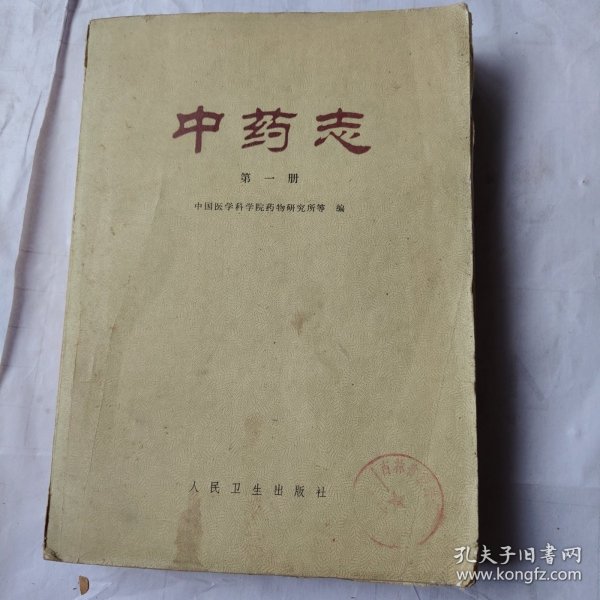 中药志
第一册
中国医学科学院药物研究所等 编
人民卫生出版社
孔夫子旧书网
www.kongfz.com